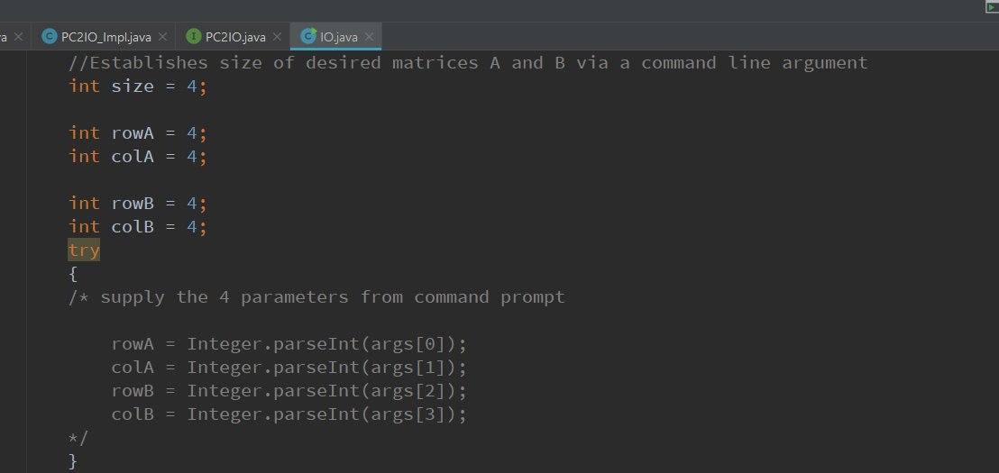 va PC2IO_Impl.java PC2IO.java IO.java
//Establishes size of desired matrices A and B via a command line argument
int size = 4;
int rowA = 4;
int colA = 4;
int rowB = 4;
int colB = 4;
try
{
/* supply the 4 parameters from command prompt
rowA = Integer.parseInt(args[0]);
colA = Integer.parseInt(args[1]);
rowB = Integer.parseInt(args[2]);
colB = Integer.parseInt(args[3]);
*/
}